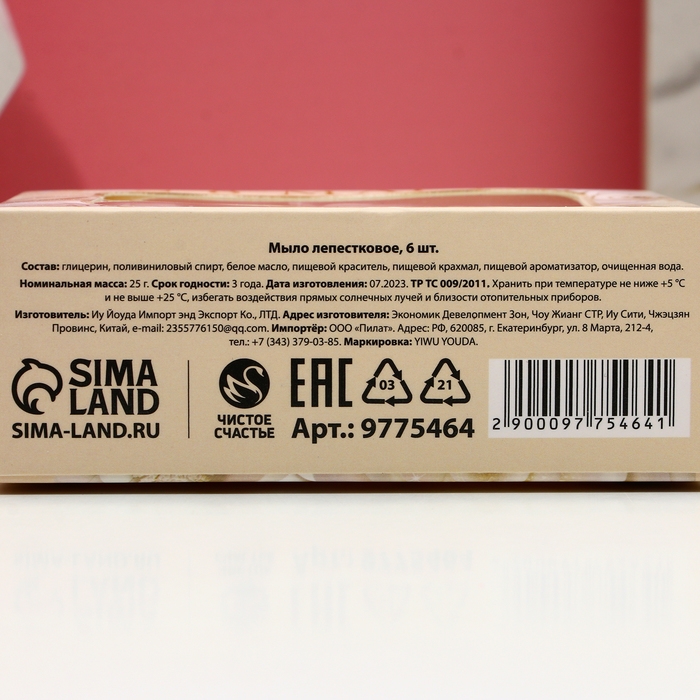 Мыло лепестковое, 6 шт.
Состав: глицерин, поливиниловый спирт, белое масло, пищевой краситель, пищевой крахмал, пищевой ароматизатор, очищенная вода.
Номинальная масса: 25 г. Срок годности: 3 года. Дата изготовления: 07.2023. ТР ТС 009/2011. Хранить при температуре не ниже +5 °С
и не выше +25 °С, избегать воздействия прямых солнечных лучей и близости отопительных приборов.
Изготовитель: Иу Йоуда Импорт энд Экспорт Ко., ЛТД. Адрес изготовителя: Экономик Девелопмент Зон, Чоу Жианг СТР, Иу Сити, Чжэцзян
Провинс, Китай, e-mail: 2355776150@qq.com. Импортёр: ООО «Пилат». Адрес: РФ, 620085, г. Екатеринбург, ул. 8 Марта, 212-4,
тел.: +7 (343) 379-03-85. Маркировка: YIWU YOUDA.
SIMA
LAND
SIMA-LAND.RU
ЧИСТОЕ
СЧАСТЬЕ
EAC
03
21
Арт.: 9775464
2 900097 754641